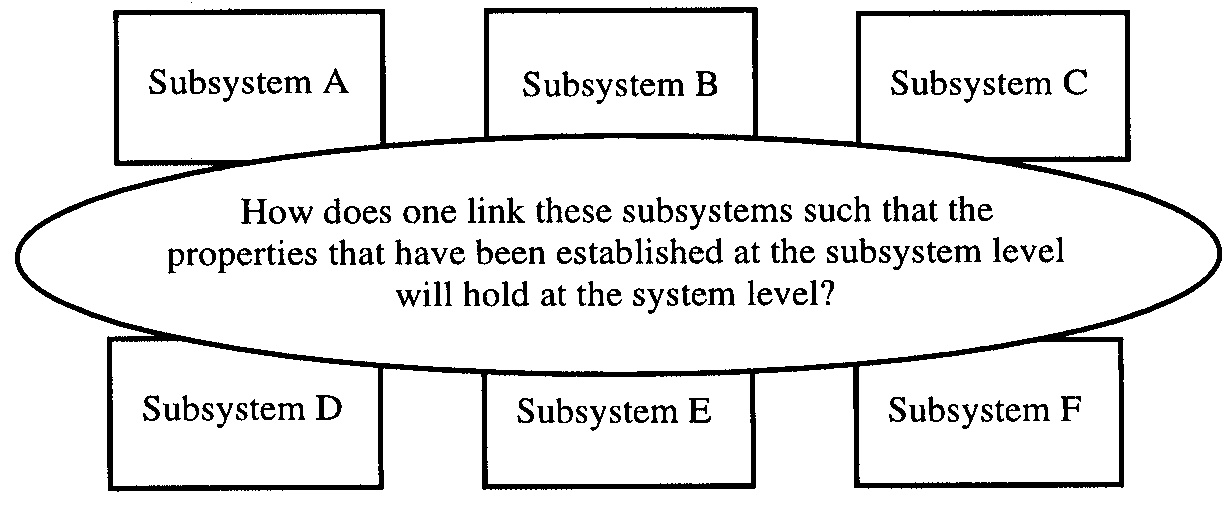 Subsystem A
Subsystem B
Subsystem C
How does one link these subsystems such that the
properties that have been established at the subsystem level
will hold at the system level?
Subsystem D
Subsystem E
Subsystem F